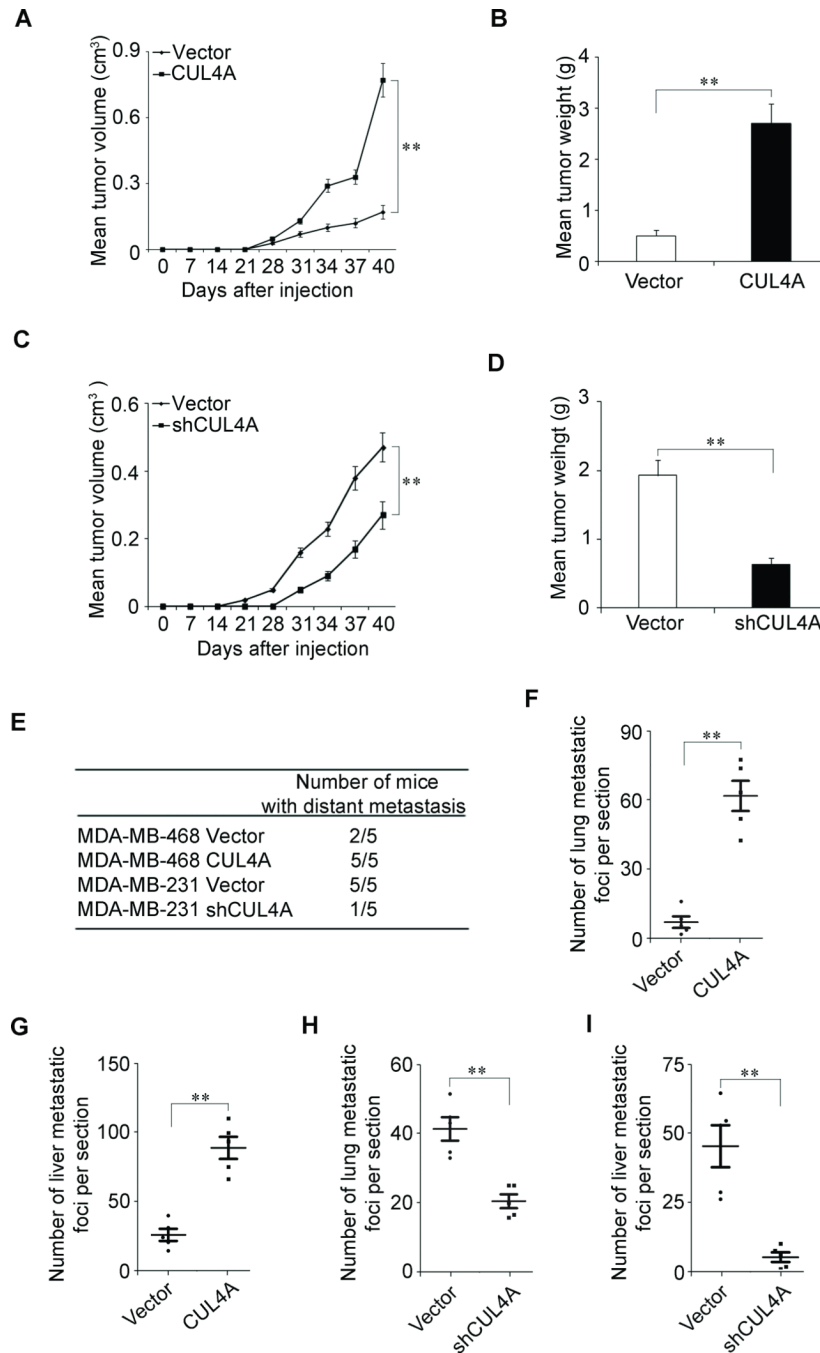 A
Mean tumor volume (cm³)
0.9
0.6
0.3
0
Vector
CUL4A
**
0 7 14 21 28 31 34 37 40
Days after injection
B
Mean tumor weight (g)
4
3
2
1
0
**
Vector CUL4A
C
Mean tumor volume (cm³ )
0.6
0.4
0.2
0
Vector
shCUL4A
**
0 7 14 21 28 31 34 37 40
Days after injection
D
Mean tumor weihgt (g)
3
2
1
0
**
Vector shCUL4A
E
Number of mice
with distant metastasis
MDA-MB-468 Vector 2/5
MDA-MB-468 CUL4A 5/5
MDA-MB-231 Vector 5/5
MDA-MB-231 shCUL4A 1/5
F
Number of lung metastatic
foci per section
90
60
30
0
**
Vector CUL4A
G
Number of liver metastatic
foci per section
150
100
50
0
**
Vector CUL4A
H
Number of lung metastatic
foci per section
60
40
20
0
**
Vector shCUL4A
I
Number of liver metastatic
foci per section
75
50
25
0
**
Vector shCUL4A